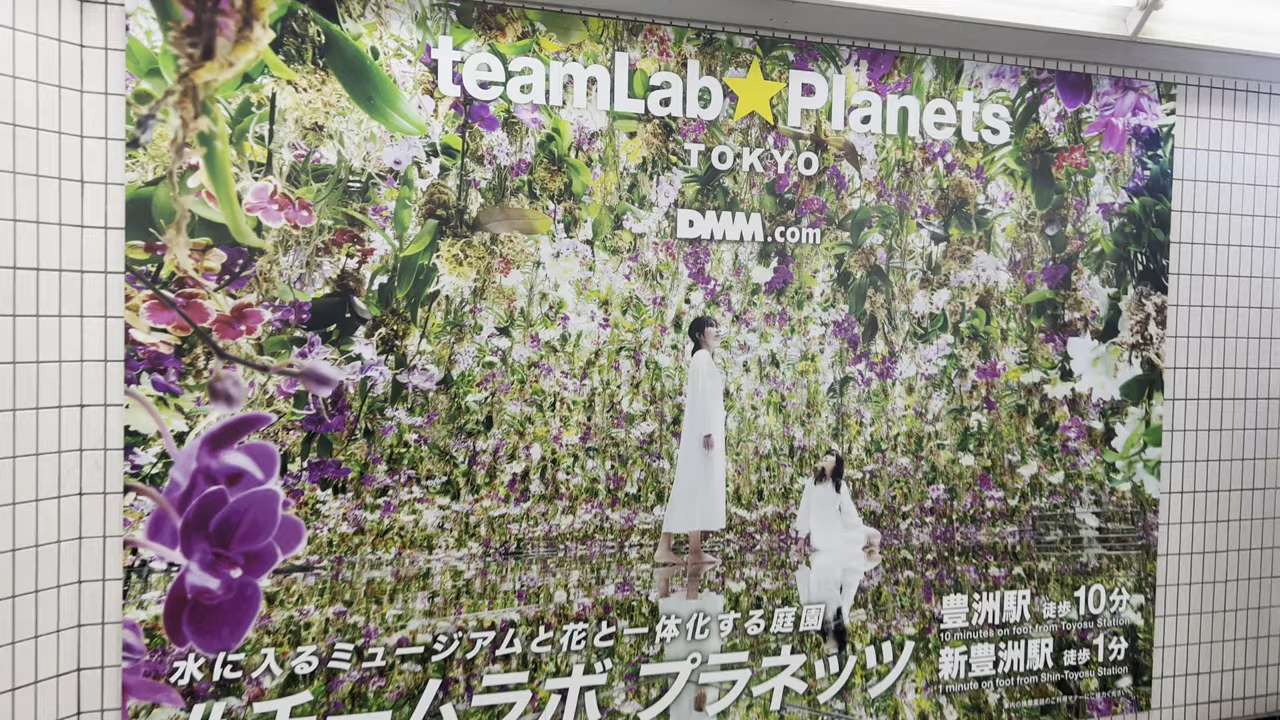 teamLab★Planets
TOKYO
DMM.com
水に入るミュージアムと花と一体化する庭園
#チームラボプラネッツ
豊洲駅 徒歩10分
10 minutes on foot from Toyosu Station
新豊洲駅 徒歩1分
1 minute on foot from Shin-Toyosu Station